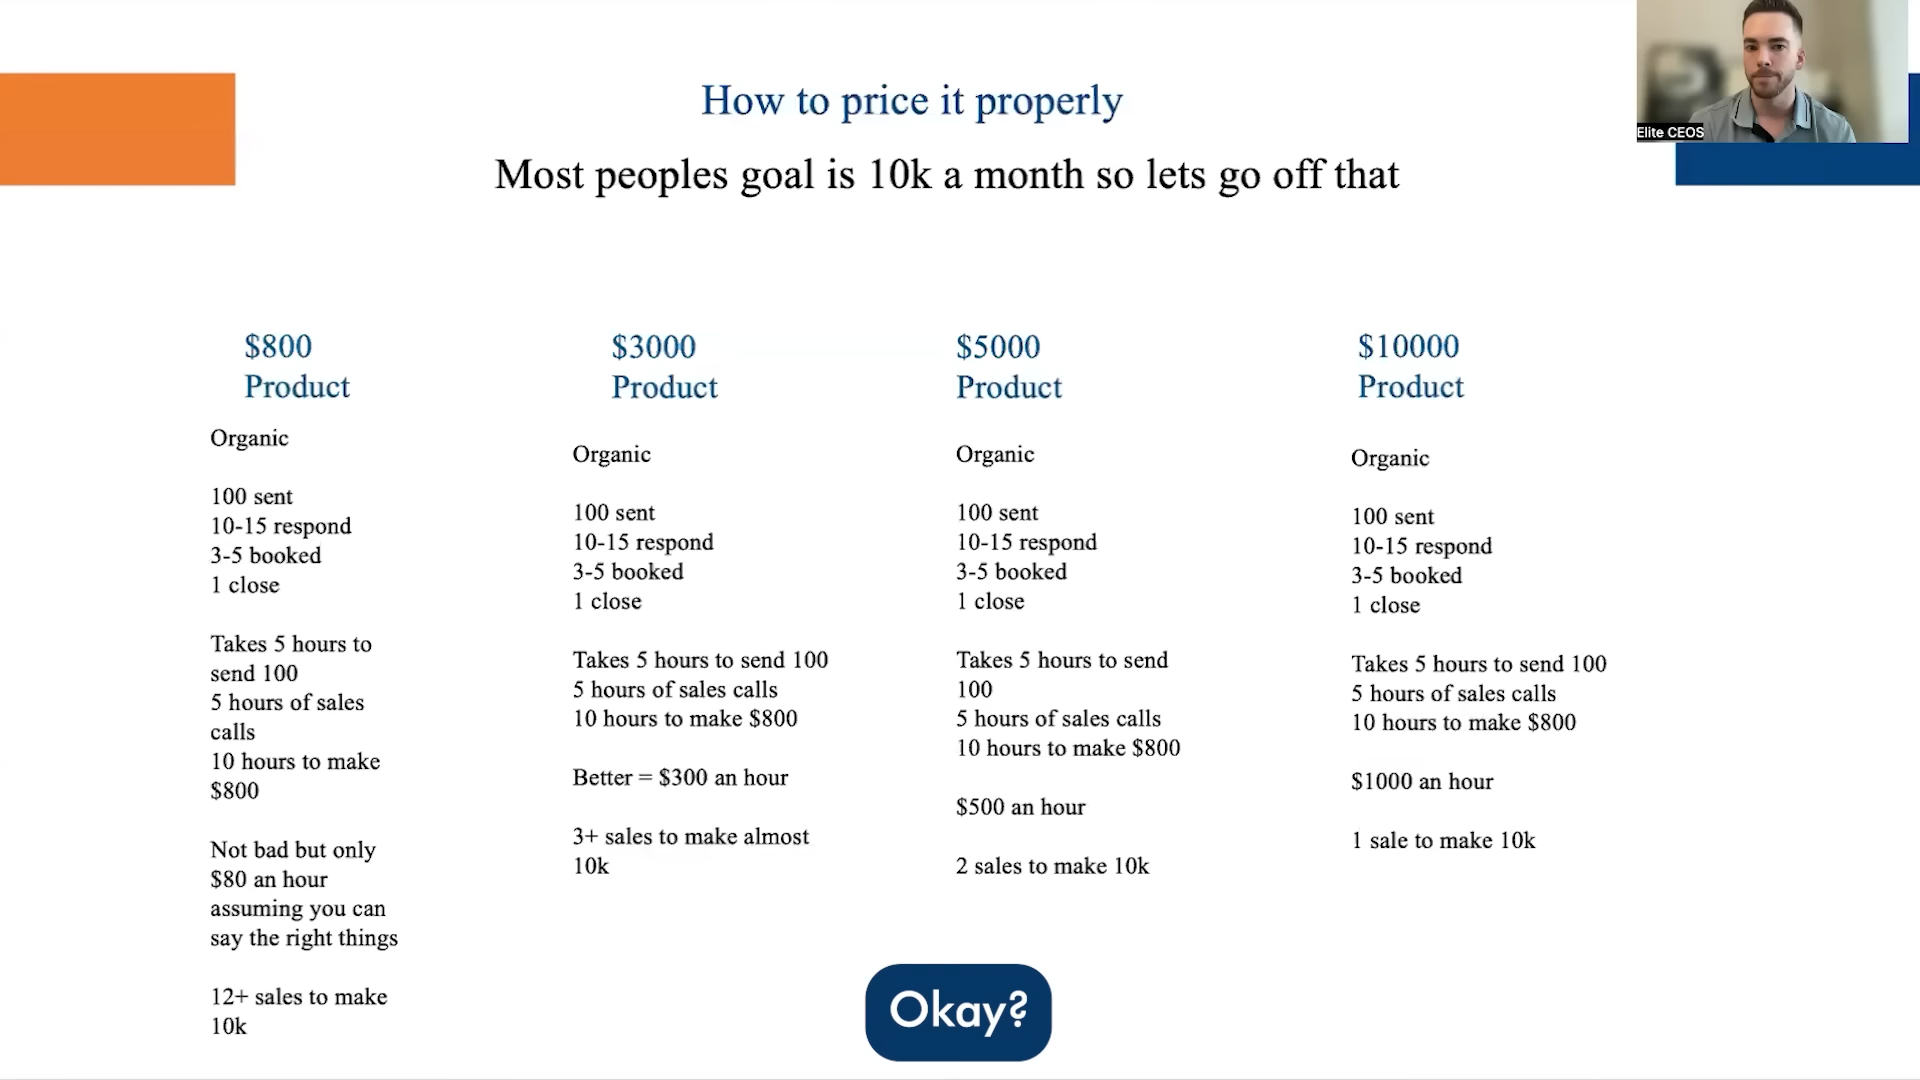 How to price it properly
Most peoples goal is 10k a month so lets go off that
Elite CEOS
$800
Product
Organic
100 sent
10-15 respond
3-5 booked
1 close
Takes 5 hours to
send 100
5 hours of sales
calls
10 hours to make
$800
Not bad but only
$80 an hour
assuming you can
say the right things
12+ sales to make
10k
$3000
Product
Organic
100 sent
10-15 respond
3-5 booked
1 close
Takes 5 hours to send 100
5 hours of sales calls
10 hours to make $800
Better = $300 an hour
3+ sales to make almost
10k
$5000
Product
Organic
100 sent
10-15 respond
3-5 booked
1 close
Takes 5 hours to send
100
5 hours of sales calls
10 hours to make $800
$500 an hour
2 sales to make 10k
$10000
Product
Organic
100 sent
10-15 respond
3-5 booked
1 close
Takes 5 hours to send 100
5 hours of sales calls
10 hours to make $800
$1000 an hour
1 sale to make 10k
Okay?